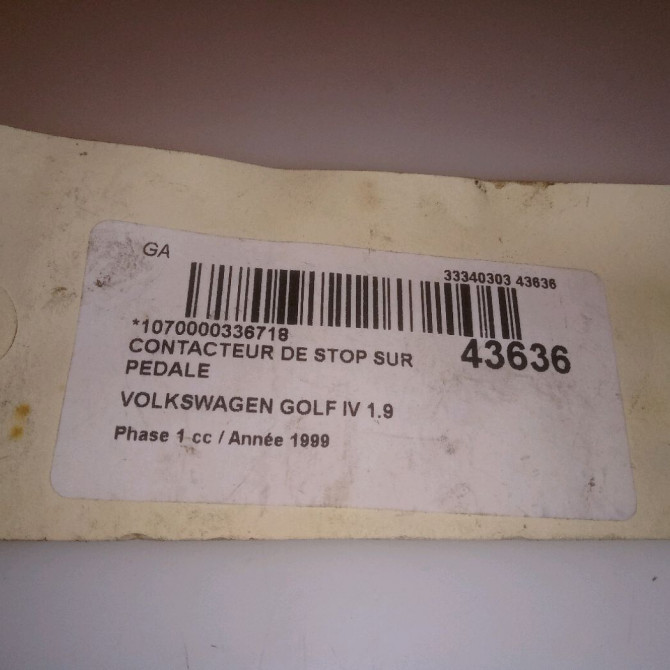 GA
33340303 43636
*1070000336718
CONTACTEUR DE STOP SUR
PEDALE
43636
VOLKSWAGEN GOLF IV 1.9
Phase 1 cc / Année 1999